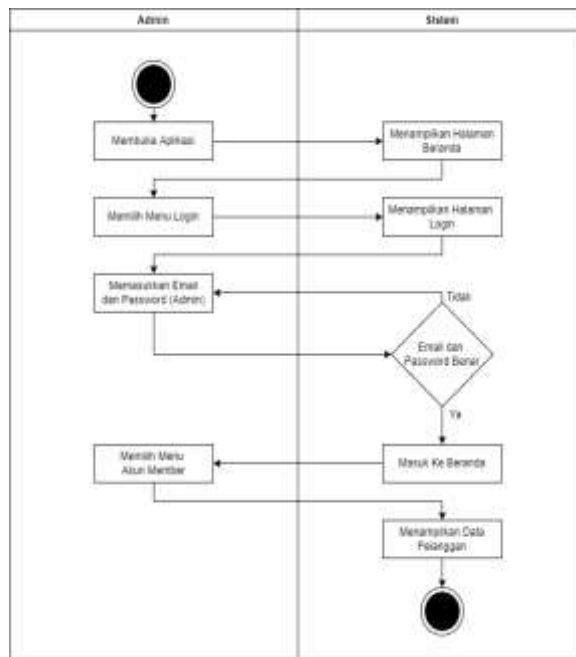 Admin
Sistem
Membuka Aplikasi
Menampilkan Halaman
Beranda
Memilih Menu Login
Menampilkan Halaman
Login
Memasukkan Email
dan Password (Admin)
Tidak
Email dan
Password Benar
Ya
Memilih Menu
Akun Member
Masuk Ke Beranda
Menampilkan Data
Pelanggan